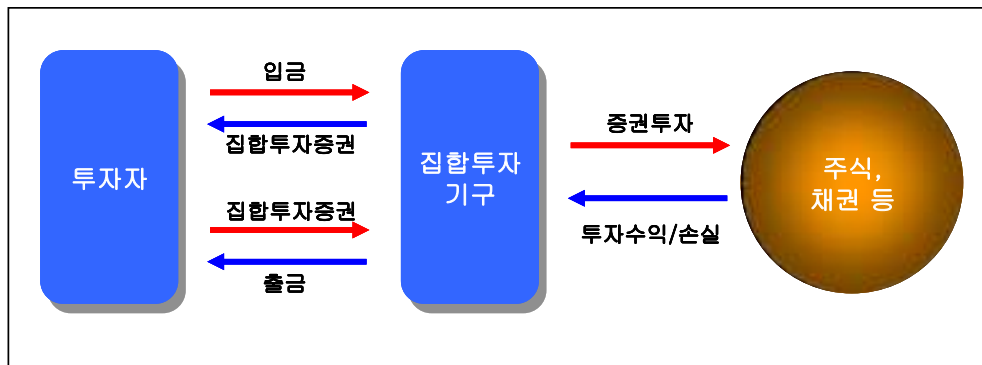 투자자
입금
집합투자증권
집합투자증권
출금
집합투자
기구
증권투자
투자수익/손실
주식,
채권 등